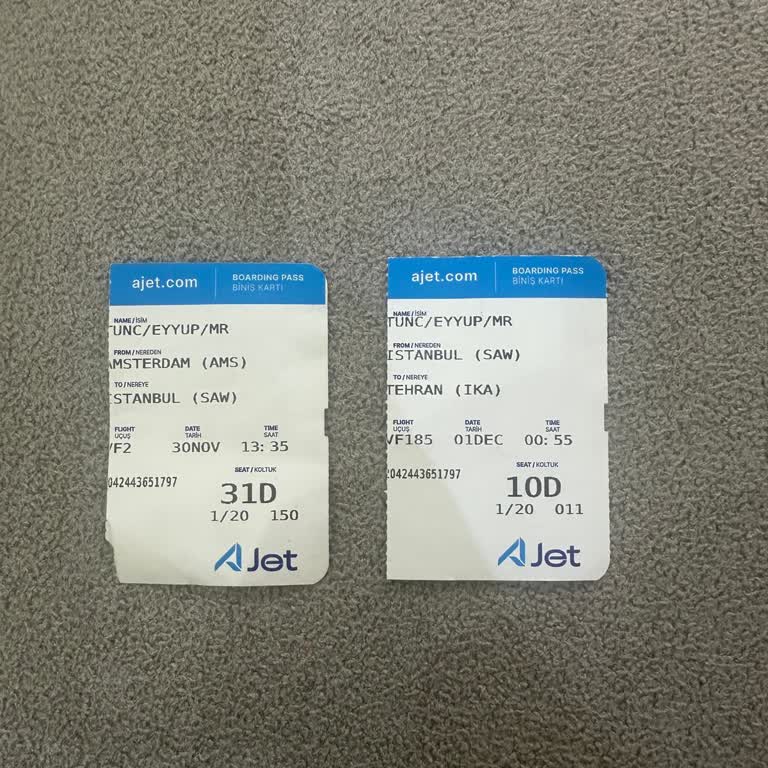 ajet.com
BOARDING PASS
BİNİŞ KARTI
NAME / İSİM
TUNC/EYYUP/MR
FROM / NEREDEN
AMSTERDAM (AMS)
TO / NEREYE
ISTANBUL (SAW)
FLIGHT DATE TIME
UÇUŞ TARİH SAAT
VF2 30NOV 13:35
SEAT / KOLTUK
2042443651797
31D
1/20 150
AJet
ajet.com
BOARDING PASS
BİNİŞ KARTI
NAME / İSİM
TUNC/EYYUP/MR
FROM / NEREDEN
ISTANBUL (SAW)
TO / NEREYE
TEHRAN (IKA)
FLIGHT DATE TIME
UÇUŞ TARİH SAAT
VF185 01DEC 00:55
SEAT / KOLTUK
2042443651797
10D
1/20 011
AJet